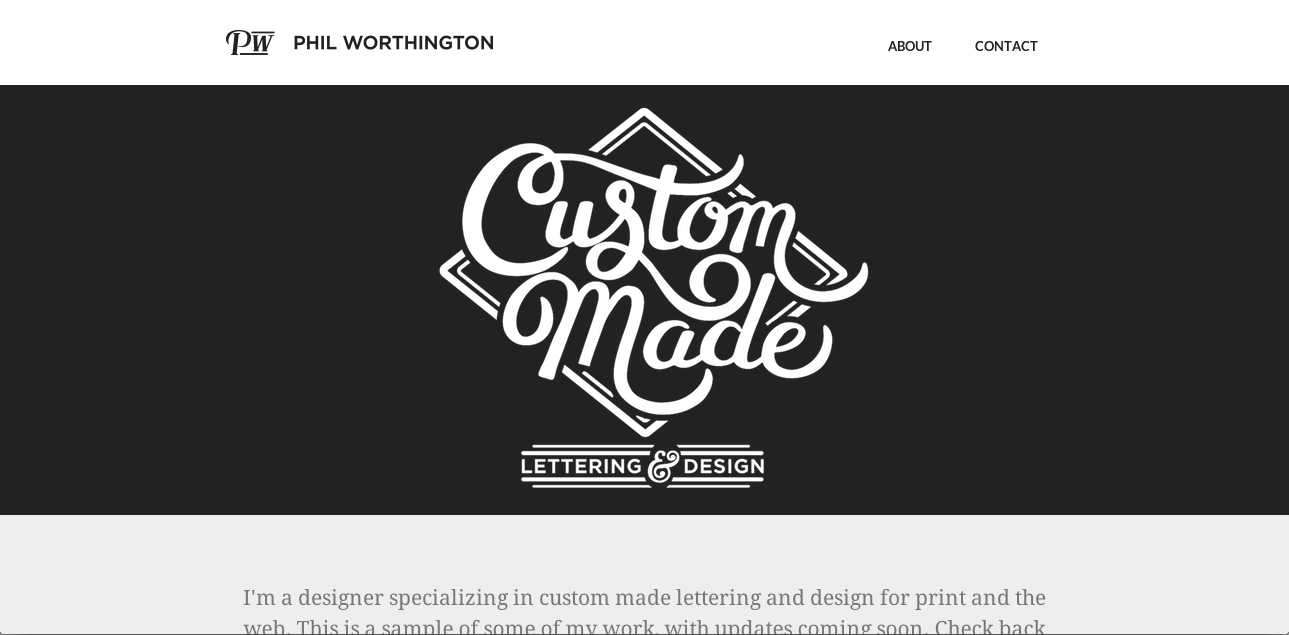 PW PHIL WORTHINGTON
ABOUT CONTACT
Custom
Madé
LETTERING & DESIGN
I'm a designer specializing in custom made lettering and design for print and the
web. This is a sample of some of my work, with updates coming soon. Check back